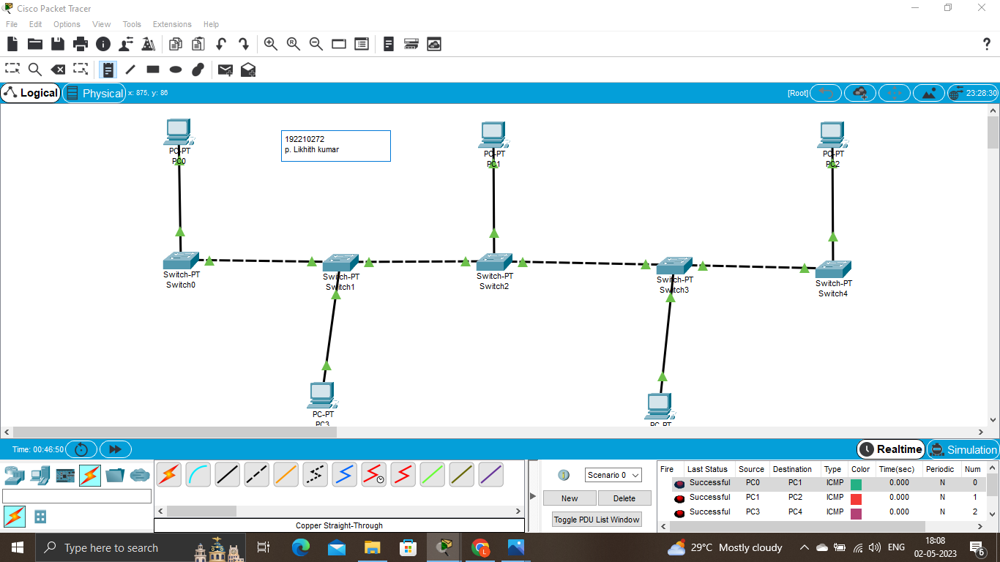 Cisco Packet Tracer
File Edit Options View Tools Extensions Help
Logical
Physical
x: 875, y: 86
[Root]
23:28:30
PC-PT
PC0
192210272
p. Likhith kumar
PC-PT
PC1
PC-PT
PC2
Switch-PT
Switch0
Switch-PT
Switch1
Switch-PT
Switch2
Switch-PT
Switch3
Switch-PT
Switch4
PC-PT
PC3
PC-PT
Time: 00:46:50
Realtime
Simulation
Scenario 0
New
Delete
Toggle PDU List Window
Copper Straight-Through
Fire Last Status Source Destination Type Color Time(sec) Periodic Num
Successful PC0 PC1 ICMP 0.000 N 0
Successful PC1 PC2 ICMP 0.000 N 1
Successful PC3 PC4 ICMP 0.000 N 2
Type here to search
29°C Mostly cloudy
ENG
18:08
02-05-2023
6